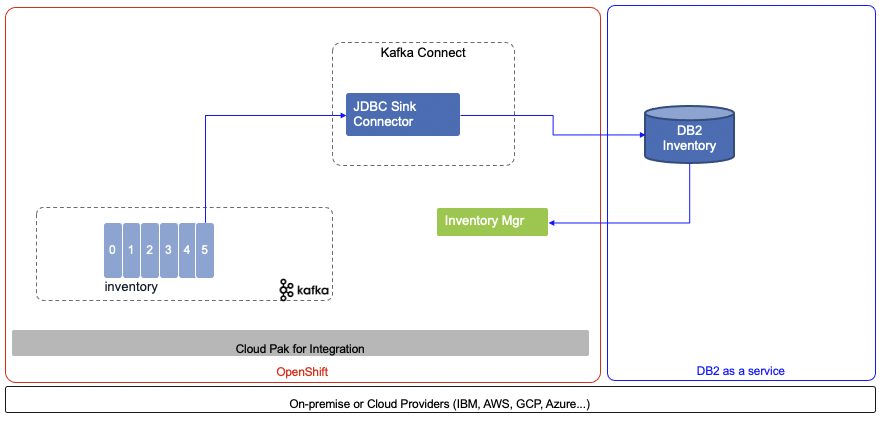 Kafka Connect
JDBC Sink
Connector
DB2
Inventory
Inventory Mgr
0 1 2 3 4 5
inventory
kafka
Cloud Pak for Integration
OpenShift
DB2 as a service
On-premise or Cloud Providers (IBM, AWS, GCP, Azure...)